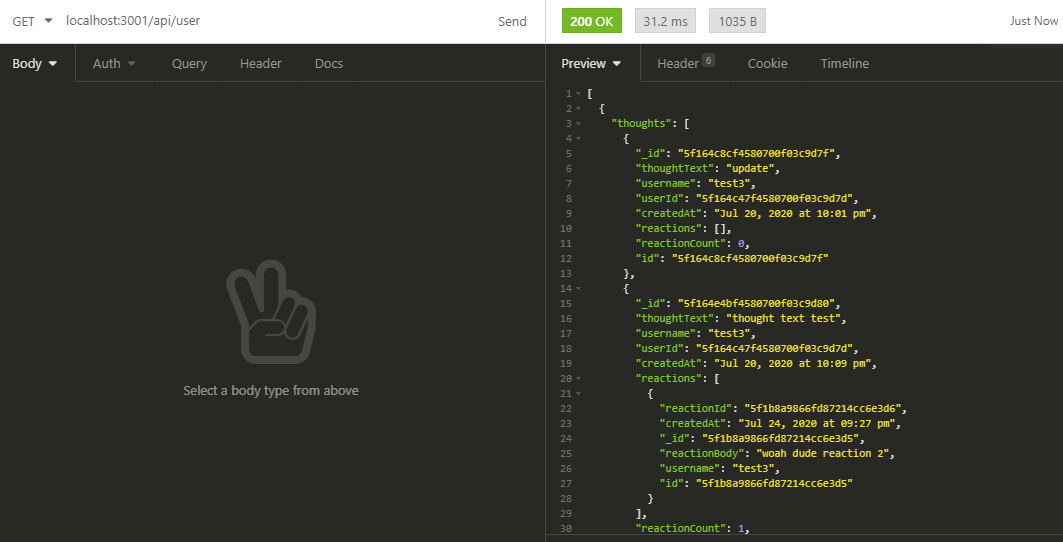 GET localhost:3001/api/user Send 200 OK 31.2 ms 1035 B Just Now
Body Auth Query Header Docs Preview Header 6 Cookie Timeline
1 [
2 {
3 "thoughts": [
4 {
5 "_id": "5f164c8cf4580700f03c9d7f",
6 "thoughtText": "update",
7 "username": "test3",
8 "userId": "5f164c47f4580700f03c9d7d",
9 "createdAt": "Jul 20, 2020 at 10:01 pm",
10 "reactions": [],
11 "reactionCount": 0,
12 "id": "5f164c8cf4580700f03c9d7f"
13 },
14 {
15 "_id": "5f164e4bf4580700f03c9d80",
16 "thoughtText": "thought text test",
17 "username": "test3",
18 "userId": "5f164c47f4580700f03c9d7d",
19 "createdAt": "Jul 20, 2020 at 10:09 pm",
20 "reactions": [
21 {
22 "reactionId": "5f1b8a9866fd87214cc6e3d6",
23 "createdAt": "Jul 24, 2020 at 09:27 pm",
24 "_id": "5f1b8a9866fd87214cc6e3d5",
25 "reactionBody": "woah dude reaction 2",
26 "username": "test3",
27 "id": "5f1b8a9866fd87214cc6e3d5"
28 }
29 ],
30 "reactionCount": 1,
Select a body type from above